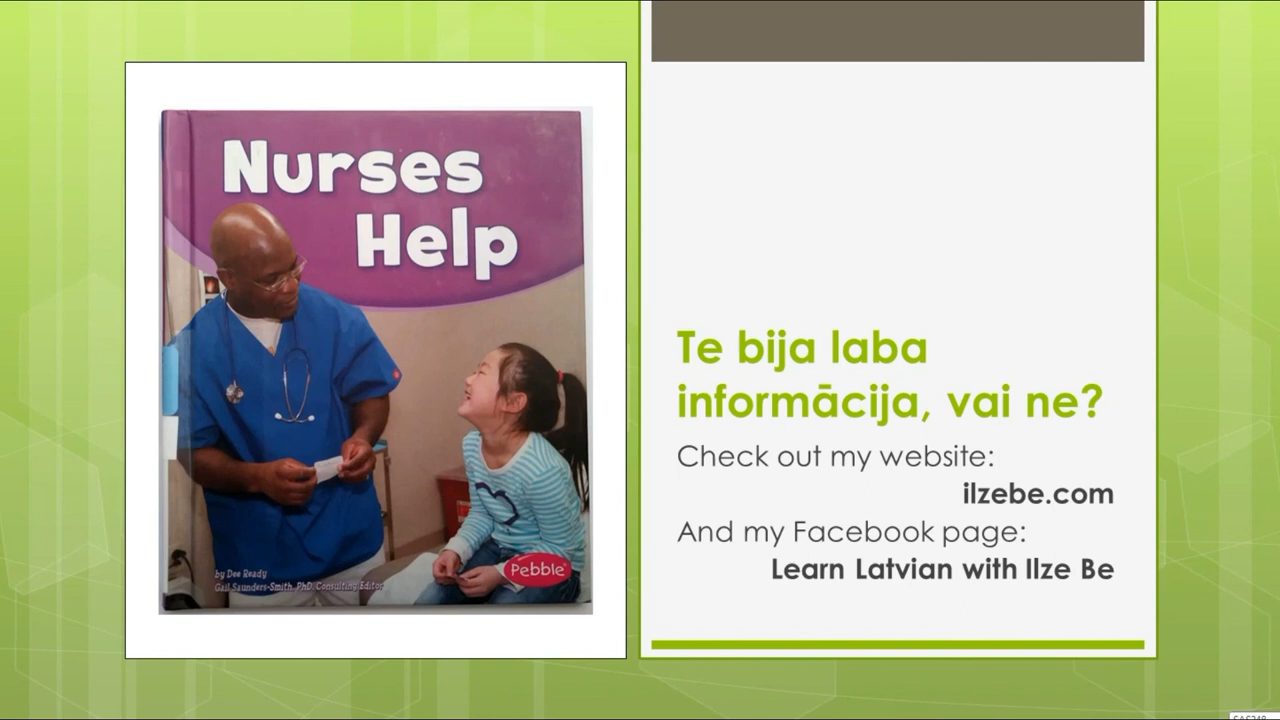 Nurses
Help
by Dee Ready
Gail Saunders-Smith, PhD, Consulting Editor
Pebble
Te bija laba
informācija, vai ne?
Check out my website:
ilzebe.com
And my Facebook page:
Learn Latvian with Ilze Be